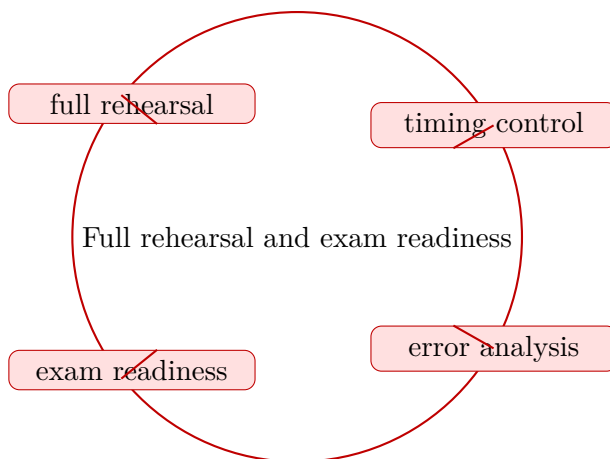 full rehearsal
timing control
Full rehearsal and exam readiness
error analysis
exam readiness